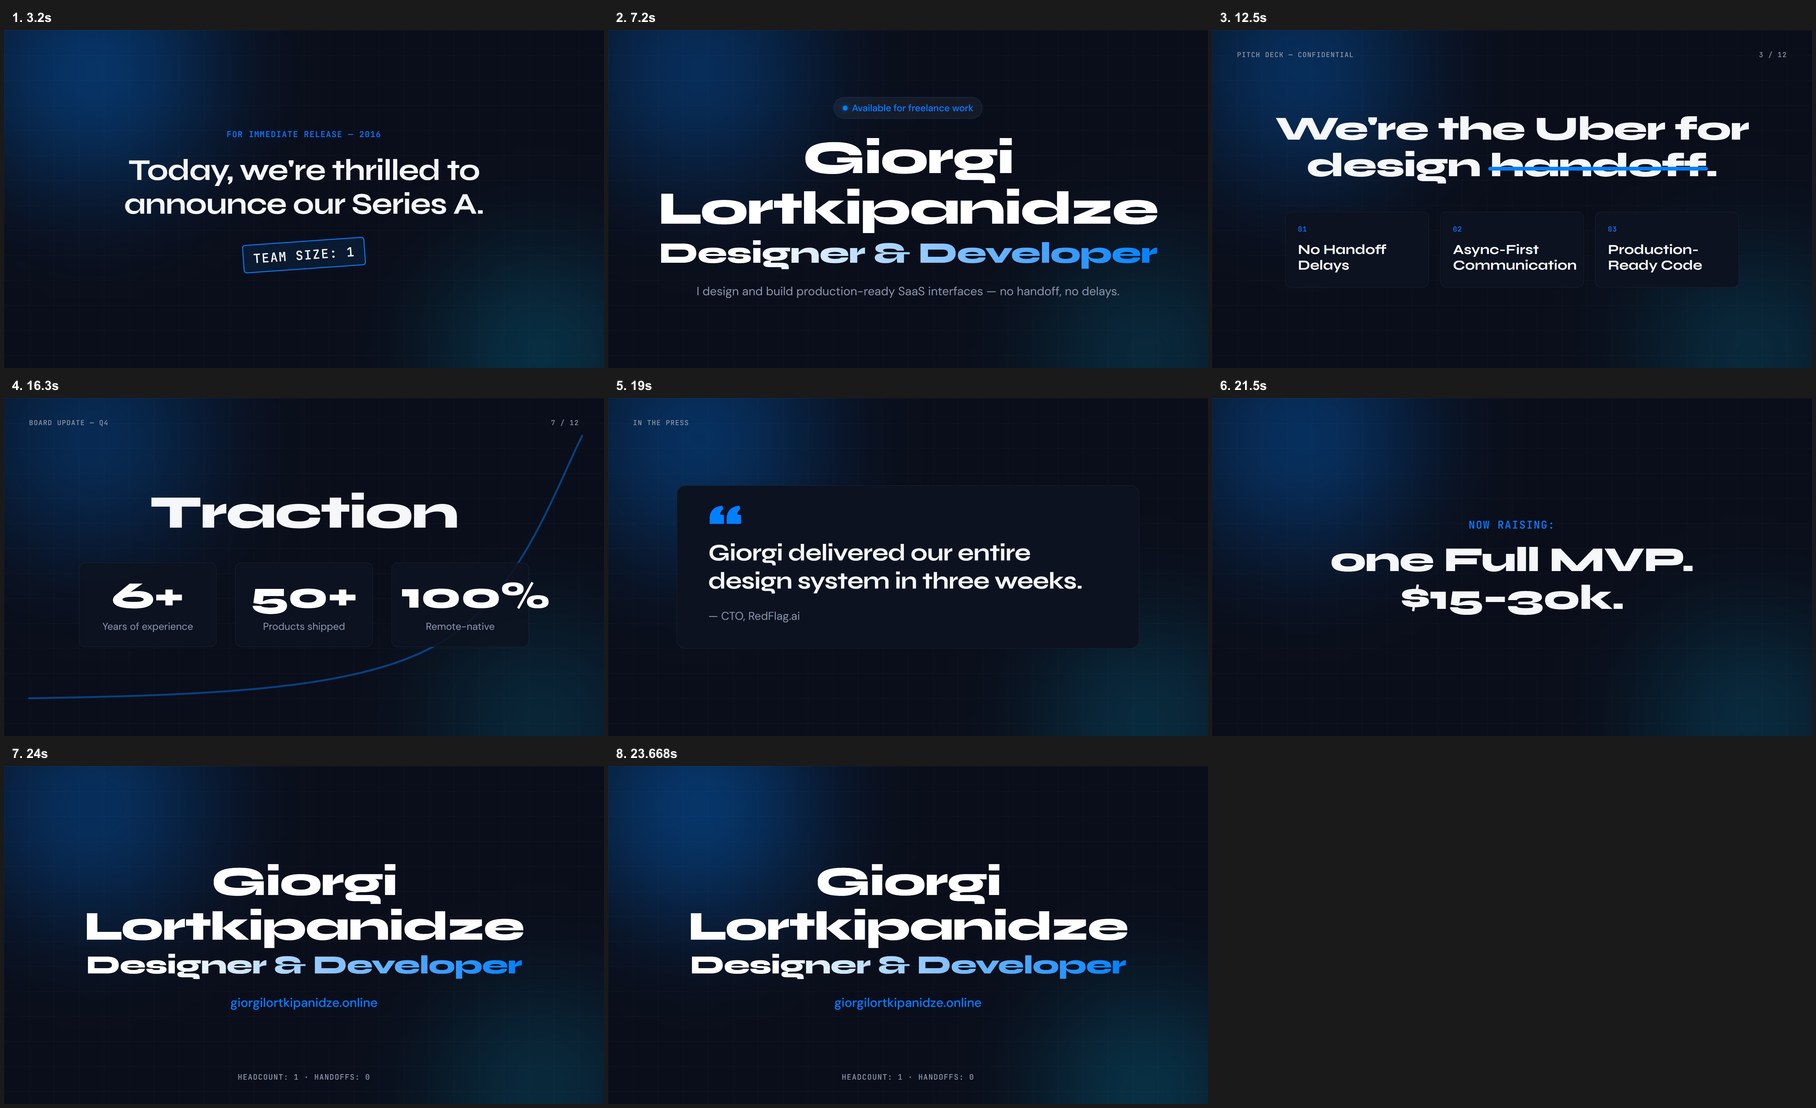 1. 3.2s
FOR IMMEDIATE RELEASE — 2016
Today, we're thrilled to
announce our Series A.
TEAM SIZE: 1
2. 7.2s
Available for freelance work
Giorgi
Lortkipanidze
Designer & Developer
I design and build production-ready SaaS interfaces — no handoff, no delays.
3. 12.5s
PITCH DECK — CONFIDENTIAL
3 / 12
We're the Uber for
design handoff.
01
No Handoff
Delays
02
Async-First
Communication
03
Production-
Ready Code
4. 16.3s
BOARD UPDATE — Q4
7 / 12
Traction
6+
Years of experience
50+
Products shipped
100%
Remote-native
5. 19s
IN THE PRESS
“
Giorgi delivered our entire
design system in three weeks.
— CTO, RedFlag.ai
6. 21.5s
NOW RAISING:
one Full MVP.
$15-30k.
7. 24s
Giorgi
Lortkipanidze
Designer & Developer
giorgilortkipanidze.online
HEADCOUNT: 1 · HANDOFFS: 0
8. 23.668s
Giorgi
Lortkipanidze
Designer & Developer
giorgilortkipanidze.online
HEADCOUNT: 1 · HANDOFFS: 0